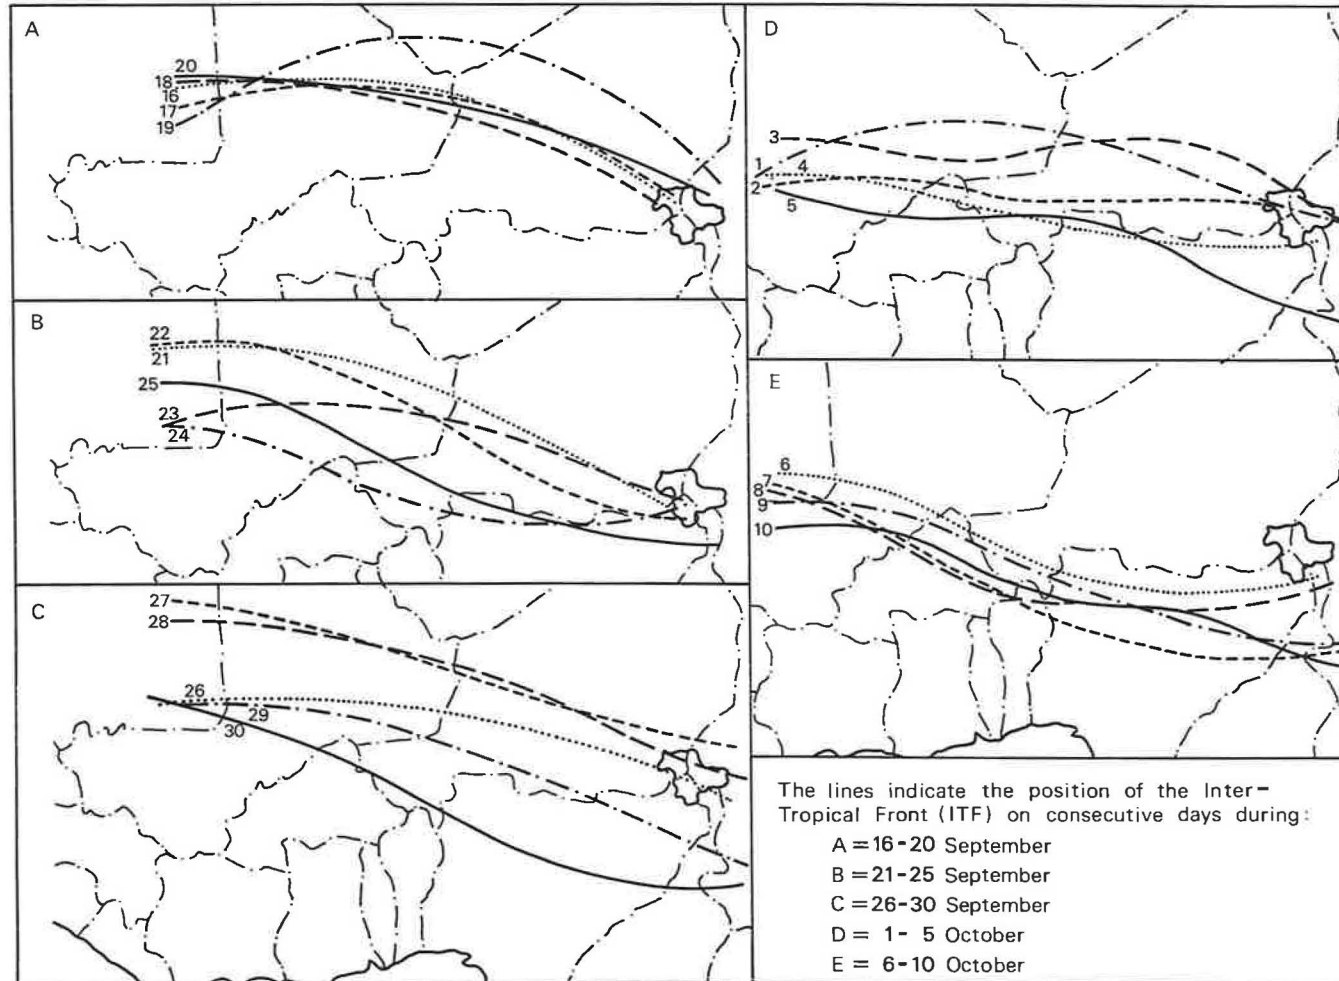 A
20
18
16
17
19
B
22
21
25
23
24
C
27
28
26
29
30
D
3
1
4
2
5
E
6
7
8
9
10
The lines indicate the position of the Inter-
Tropical Front (ITF) on consecutive days during:
A = 16-20 September
B = 21-25 September
C = 26-30 September
D = 1- 5 October
E = 6-10 October